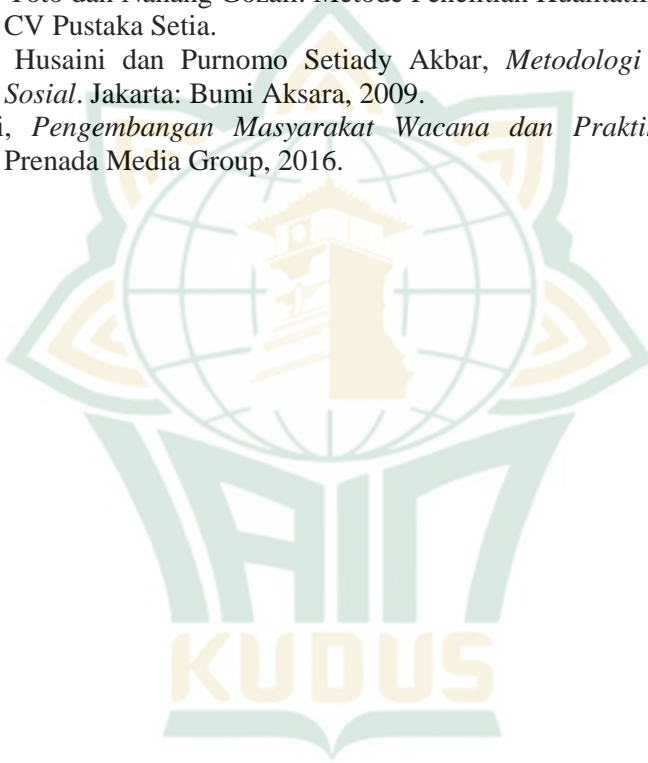 Toto dan Nanang Gozali. Metode Penelitian Kualitatif
CV Pustaka Setia.
Husaini dan Purnomo Setiady Akbar, Metodologi
Sosial. Jakarta: Bumi Aksara, 2009.
i, Pengembangan Masyarakat Wacana dan Prakti
Prenada Media Group, 2016.
IAIN
KUDUS